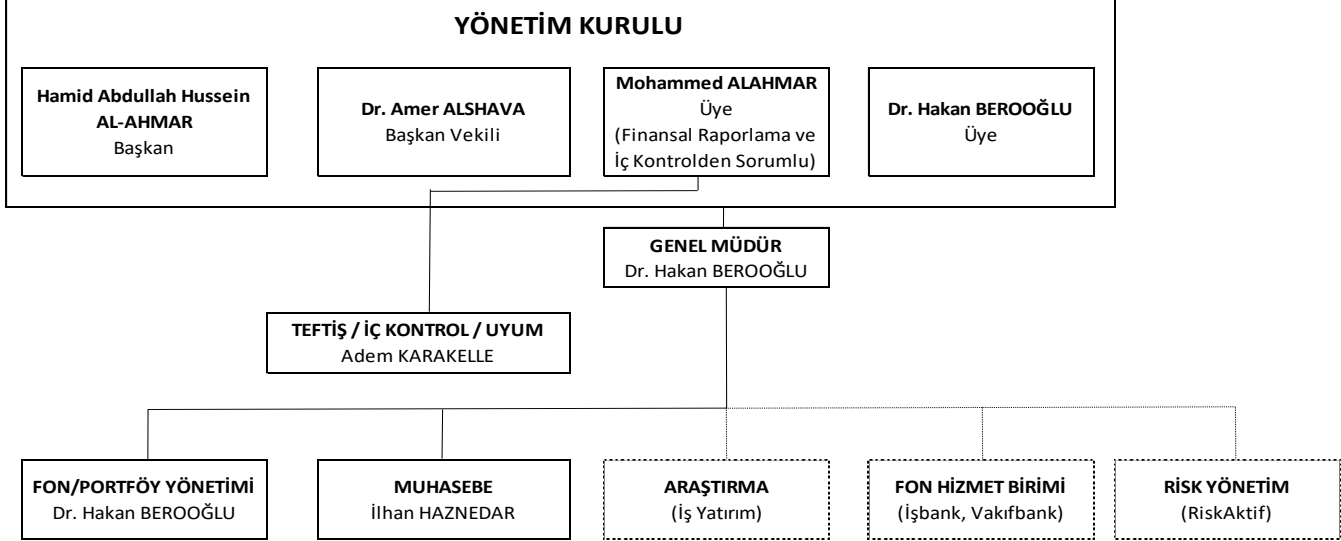 YÖNETİM KURULU
Hamid Abdullah Hussein
AL-AHMAR
Başkan
Dr. Amer ALSHAVA
Başkan Vekili
Mohammed ALAHMAR
Üye
(Finansal Raporlama ve
İç Kontrolden Sorumlu)
Dr. Hakan BEROOĞLU
Üye
GENEL MÜDÜR
Dr. Hakan BEROOĞLU
TEFTİŞ / İÇ KONTROL / UYUM
Adem KARAKELLE
FON/PORTFÖY YÖNETİMİ
Dr. Hakan BEROOĞLU
MUHASEBE
İlhan HAZNEDAR
ARAŞTIRMA
(İş Yatırım)
FON HİZMET BİRİMİ
(İşbank, Vakıfbank)
RİSK YÖNETİM
(RiskAktif)